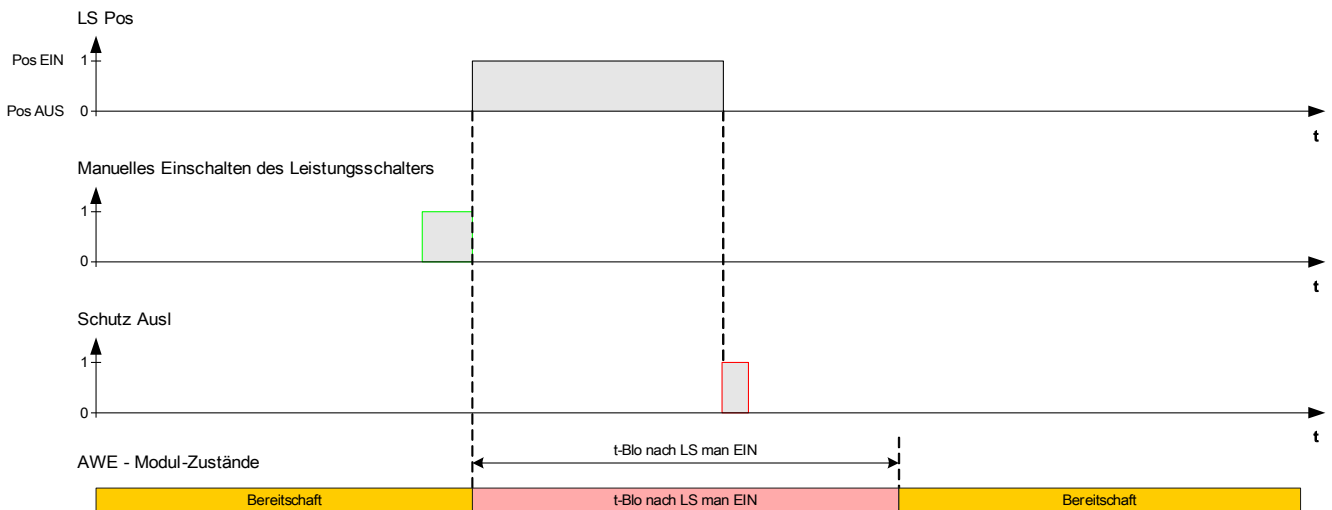 LS Pos
Pos EIN 1
Pos AUS 0
t
Manuelles Einschalten des Leistungsschalters
1
0
t
Schutz Ausl
1
0
t
AWE - Modul-Zustände
t-Blo nach LS man EIN
Bereitschaft t-Blo nach LS man EIN Bereitschaft